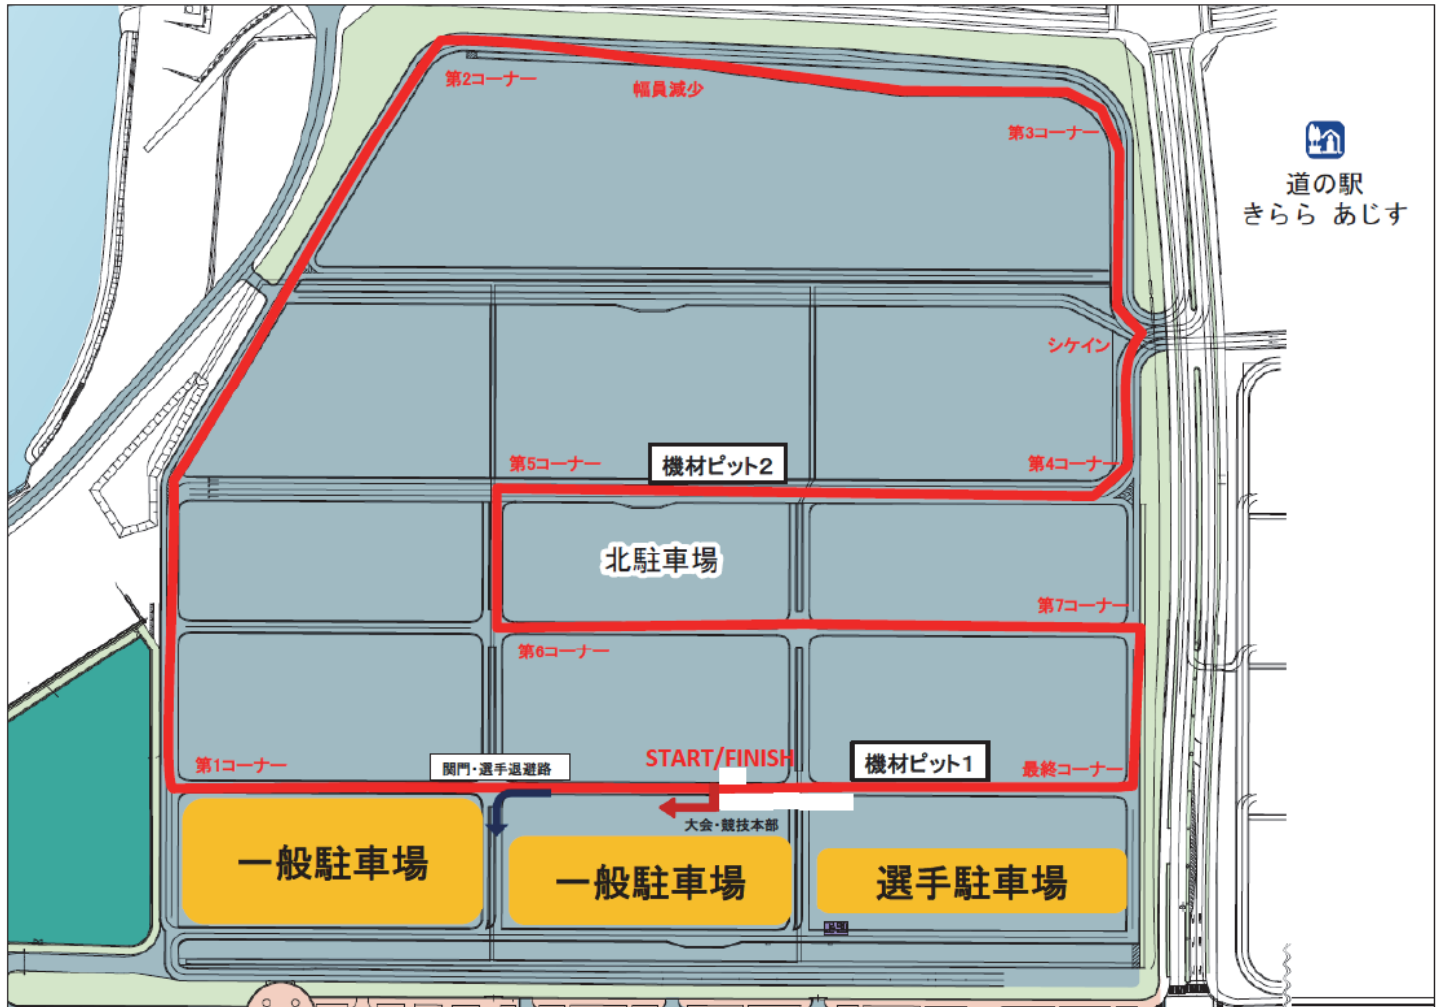 第2コーナー
幅員減少
第3コーナー
道の駅
きらら あじす
シケイン
第5コーナー
機材ピット2
第4コーナー
北駐車場
第7コーナー
第6コーナー
START/FINISH
第1コーナー
関門・選手退避路
機材ピット1
最終コーナー
大会・競技本部
一般駐車場
一般駐車場
選手駐車場